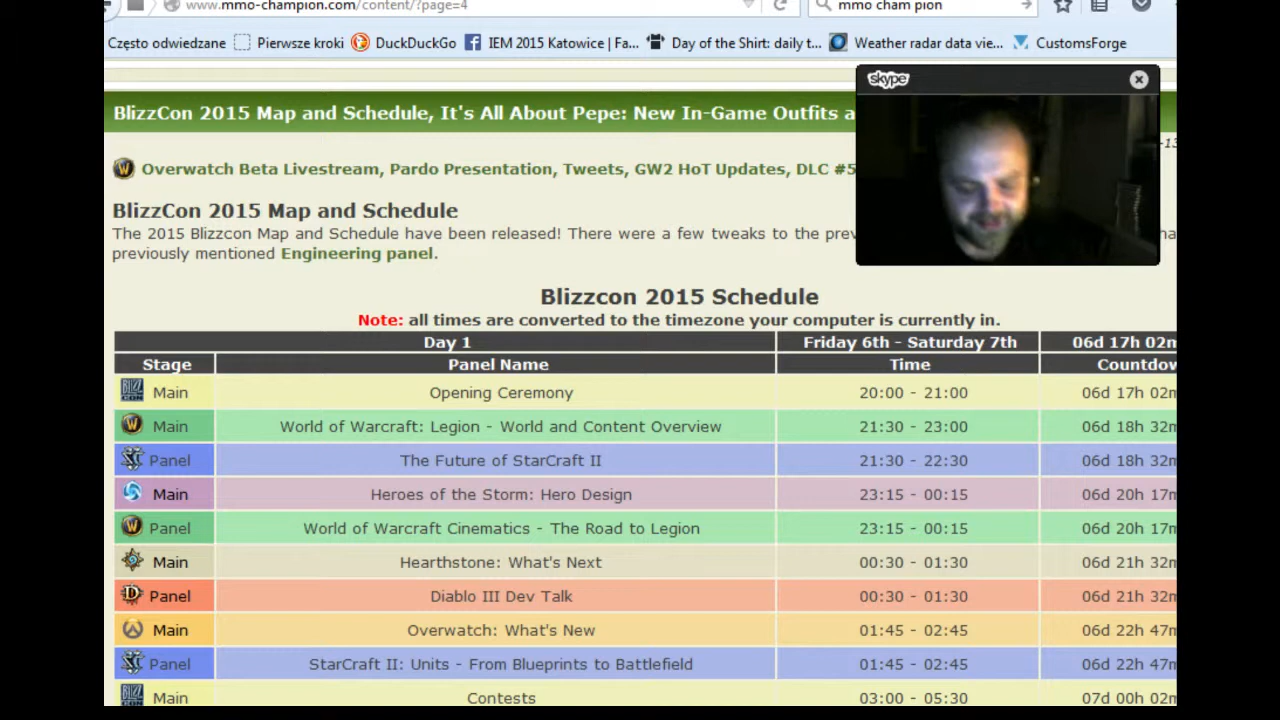 www.mmo-champion.com/content/?page=4
mmo cham pion
Często odwiedzane Pierwsze kroki DuckDuckGo IEM 2015 Katowice | Fa... Day of the Shirt: daily t... Weather radar data vie... CustomsForge
skype
BlizzCon 2015 Map and Schedule, It's All About Pepe: New In-Game Outfits a
-13
Overwatch Beta Livestream, Pardo Presentation, Tweets, GW2 HoT Updates, DLC #5
BlizzCon 2015 Map and Schedule
The 2015 Blizzcon Map and Schedule have been released! There were a few tweaks to the prev
previously mentioned Engineering panel.
Blizzcon 2015 Schedule
Note: all times are converted to the timezone your computer is currently in.
Day 1 Friday 6th - Saturday 7th 06d 17h 02m
Stage Panel Name Time Countdow
Main Opening Ceremony 20:00 - 21:00 06d 17h 02m
Main World of Warcraft: Legion - World and Content Overview 21:30 - 23:00 06d 18h 32m
Panel The Future of StarCraft II 21:30 - 22:30 06d 18h 32m
Main Heroes of the Storm: Hero Design 23:15 - 00:15 06d 20h 17m
Panel World of Warcraft Cinematics - The Road to Legion 23:15 - 00:15 06d 20h 17m
Main Hearthstone: What's Next 00:30 - 01:30 06d 21h 32m
Panel Diablo III Dev Talk 00:30 - 01:30 06d 21h 32m
Main Overwatch: What's New 01:45 - 02:45 06d 22h 47m
Panel StarCraft II: Units - From Blueprints to Battlefield 01:45 - 02:45 06d 22h 47m
Main Contests 03:00 - 05:30 07d 00h 02m